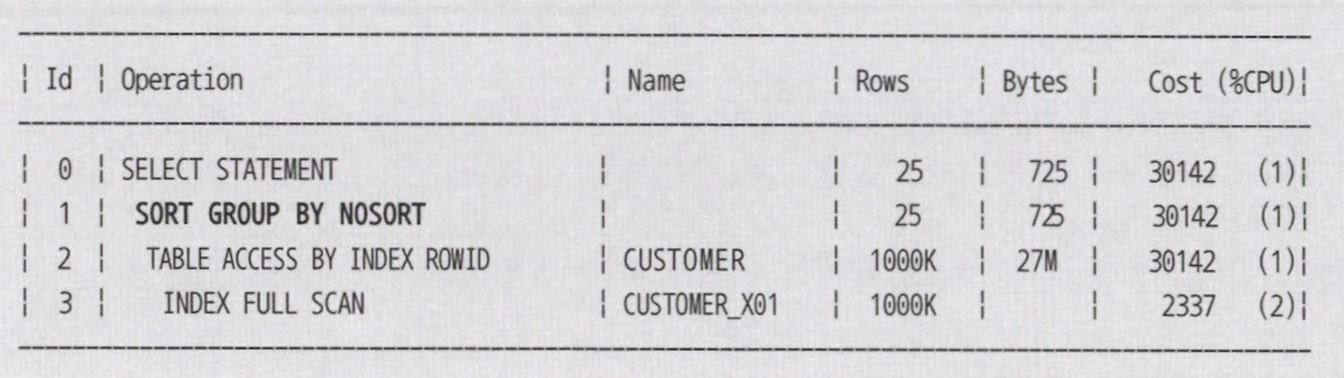 | Id | Operation | Name | Rows | Bytes | Cost (%CPU)|
| 0 | SELECT STATEMENT | | 25 | 725 | 30142 (1)|
| 1 | SORT GROUP BY NOSORT | | 25 | 725 | 30142 (1)|
| 2 | TABLE ACCESS BY INDEX ROWID | CUSTOMER | 1000K | 27M | 30142 (1)|
| 3 | INDEX FULL SCAN | CUSTOMER_X01 | 1000K | | 2337 (2)|